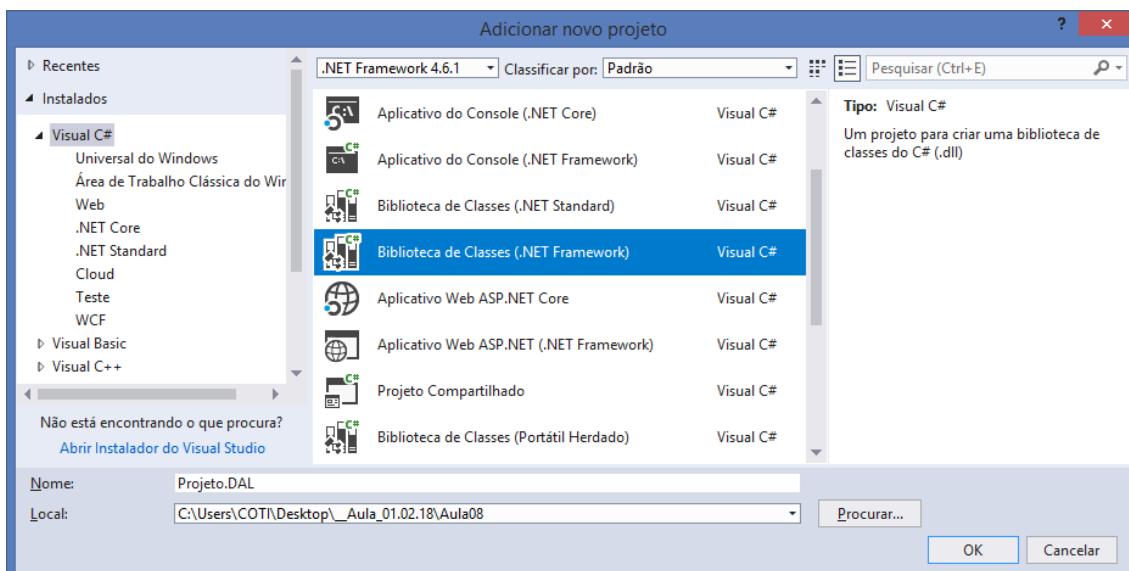 Adicionar novo projeto
?
Recentes
Instalados
Visual C#
Universal do Windows
Área de Trabalho Clássica do Wir
Web
.NET Core
.NET Standard
Cloud
Teste
WCF
Visual Basic
Visual C++
Não está encontrando o que procura?
Abrir Instalador do Visual Studio
.NET Framework 4.6.1 Classificar por: Padrão
Aplicativo do Console (.NET Core) Visual C#
Aplicativo do Console (.NET Framework) Visual C#
Biblioteca de Classes (.NET Standard) Visual C#
Biblioteca de Classes (.NET Framework) Visual C#
Aplicativo Web ASP.NET Core Visual C#
Aplicativo Web ASP.NET (.NET Framework) Visual C#
Projeto Compartilhado Visual C#
Biblioteca de Classes (Portátil Herdado) Visual C#
Pesquisar (Ctrl+E)
Tipo: Visual C#
Um projeto para criar uma biblioteca de
classes do C# (.dll)
Nome: Projeto.DAL
Local: C:\Users\COTI\Desktop\__Aula_01.02.18\Aula08 Procurar...
OK Cancelar